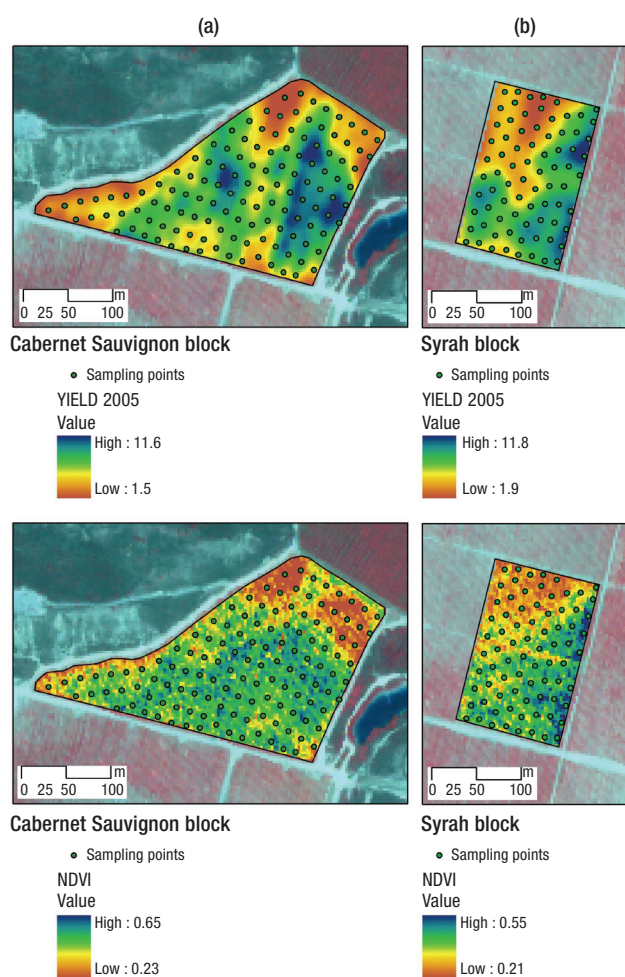 (a) (b)
m m
0 25 50 100 0 25 50 100
Cabernet Sauvignon block Syrah block
Sampling points Sampling points
YIELD 2005 YIELD 2005
Value Value
High : 11.6 High : 11.8
Low : 1.5 Low : 1.9
m m
0 25 50 100 0 25 50 100
Cabernet Sauvignon block Syrah block
Sampling points Sampling points
NDVI NDVI
Value Value
High : 0.65 High : 0.55
Low : 0.23 Low : 0.21